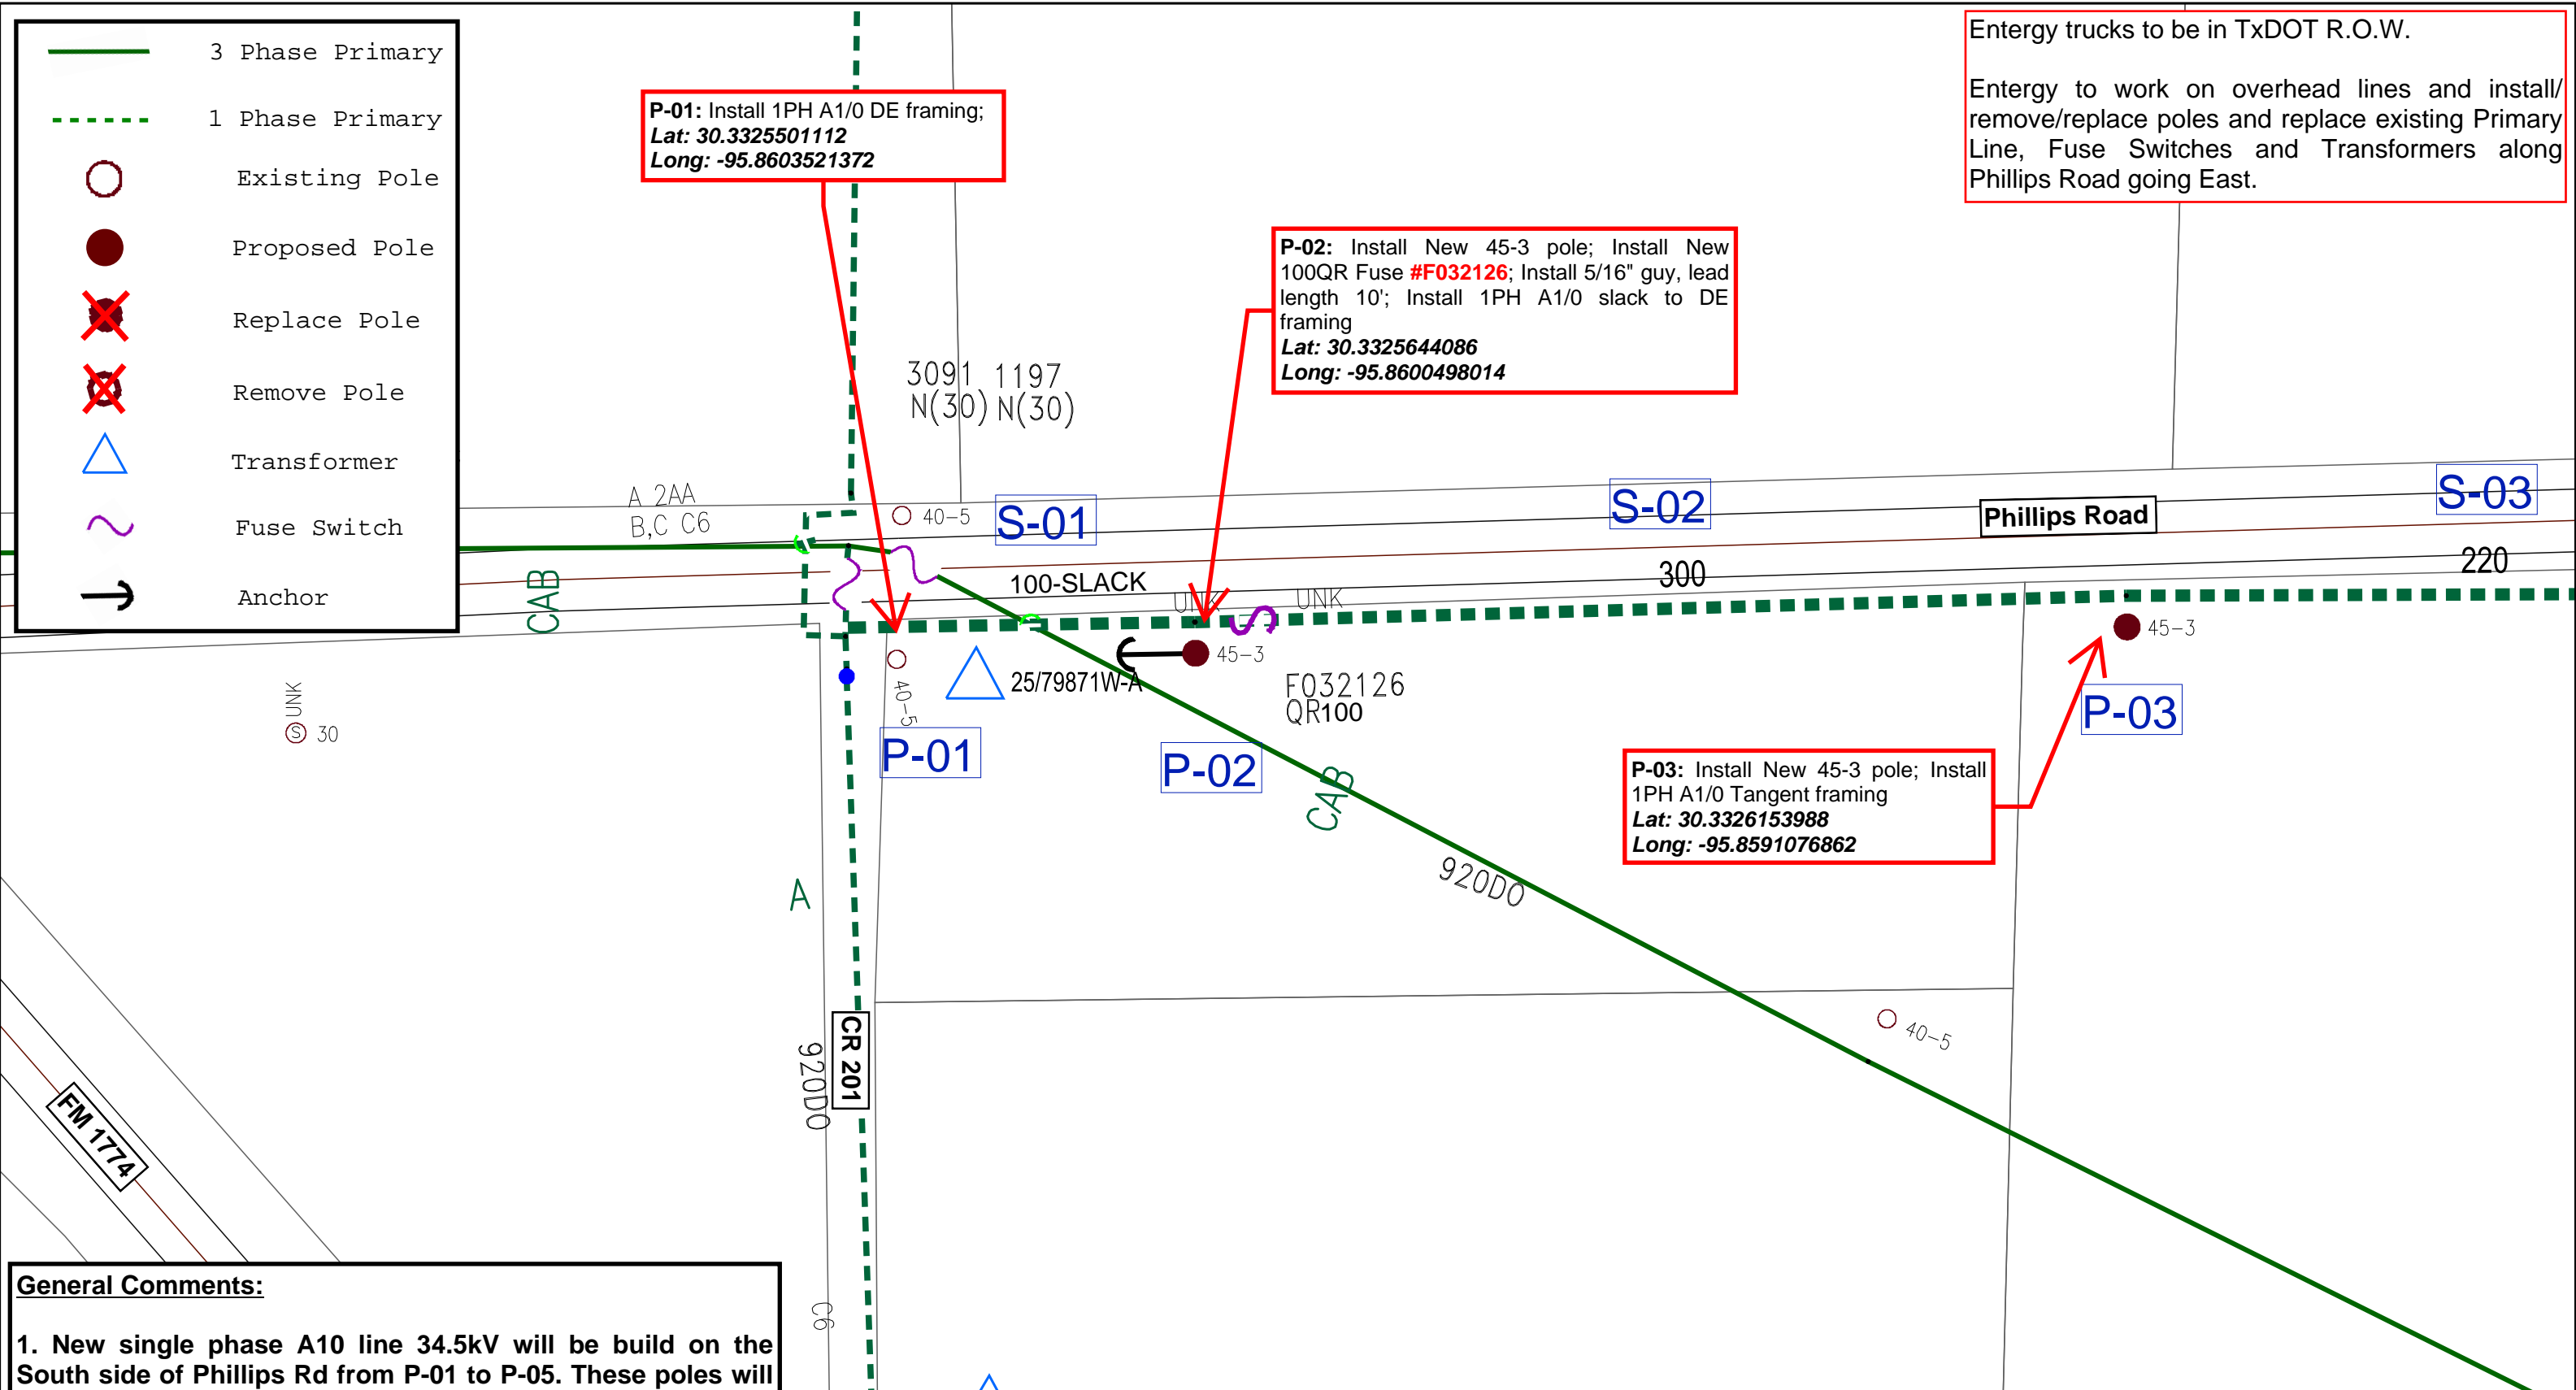 3 Phase Primary
1 Phase Primary
Existing Pole
Proposed Pole
Replace Pole
Remove Pole
Transformer
Fuse Switch
Anchor
P-01: Install 1PH A1/0 DE framing;
Lat: 30.3325501112
Long: -95.8603521372
Entergy trucks to be in TxDOT R.O.W.
Entergy to work on overhead lines and install/
remove/replace poles and replace existing Primary
Line, Fuse Switches and Transformers along
Phillips Road going East.
P-02: Install New 45-3 pole; Install New
100QR Fuse #F032126; Install 5/16" guy, lead
length 10'; Install 1PH A1/0 slack to DE
framing
Lat: 30.3325644086
Long: -95.8600498014
3091 1197
N(30) N(30)
A 2AA
B,C C6
40-5
S-01
S-02
S-03
Phillips Road
CAB
100-SLACK
UNK
UNK
300
220
45-3
45-3
40-5
25/79871W-A
F032126
QR100
UNK
S 30
P-01
P-02
P-03
CAB
P-03: Install New 45-3 pole; Install
1PH A1/0 Tangent framing
Lat: 30.3326153988
Long: -95.8591076862
A
920DO
40-5
CR 201
920DO
FM 1774
C6
General Comments:
1. New single phase A10 line 34.5kV will be build on the
South side of Phillips Rd from P-01 to P-05. These poles will